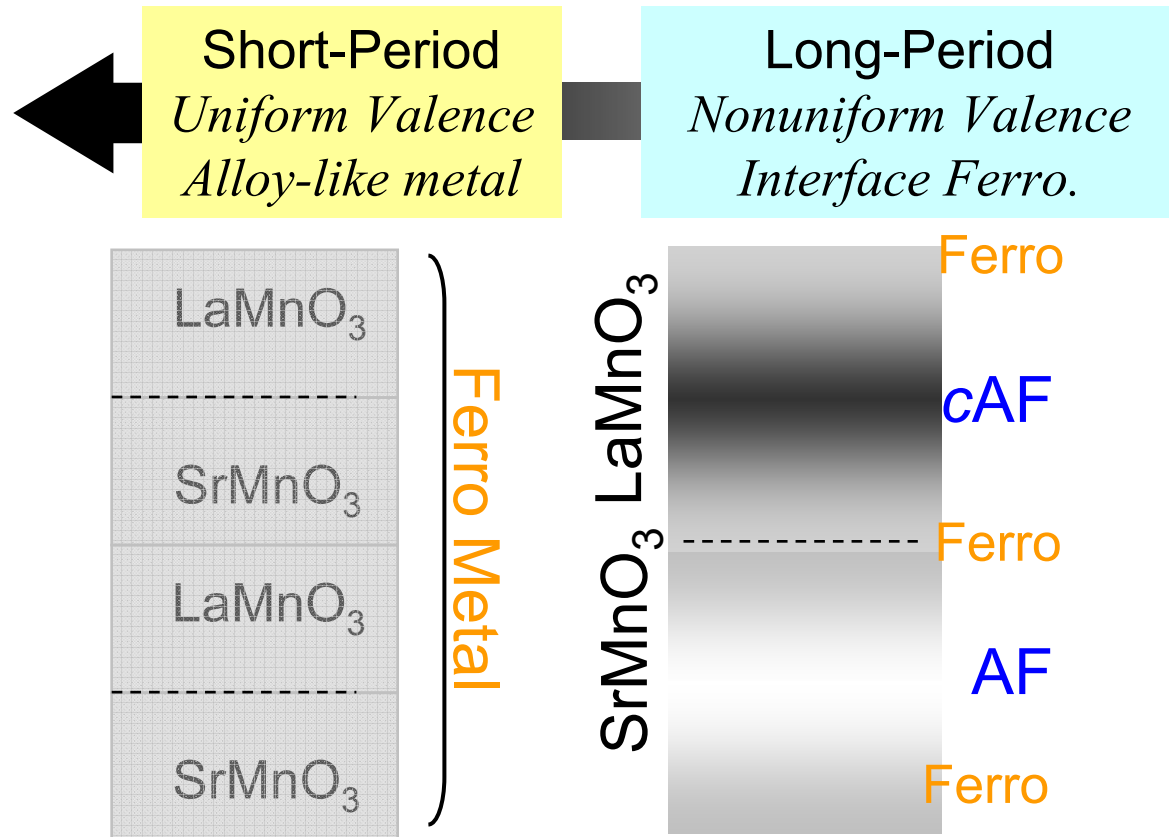 Short-Period
Uniform Valence
Alloy-like metal
Long-Period
Nonuniform Valence
Interface Ferro.
LaMnO₃
SrMnO₃
LaMnO₃
SrMnO₃
Ferro Metal
LaMnO₃
SrMnO₃
Ferro
cAF
Ferro
AF
Ferro